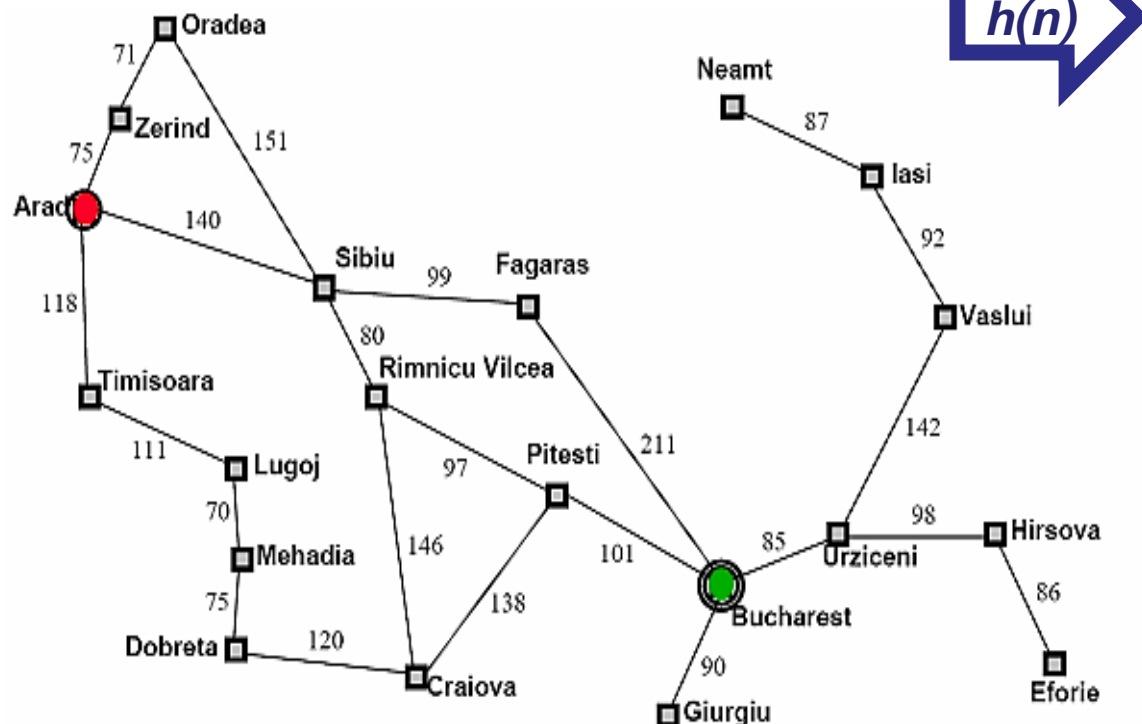 h(n)
Oradea
71
Neamt
87
Zerind
151
75
Iasi
Arad
140
92
Sibiu
Fagaras
99
118
Vaslui
80
Rimnicu Vilcea
Timisoara
142
111
211
Pitesti
97
Lugoj
70
98
Hirsova
146
101
85
Urziceni
Mehadia
138
86
75
Bucharest
Dobreta
120
90
Craiova
Eforie
Giurgiu